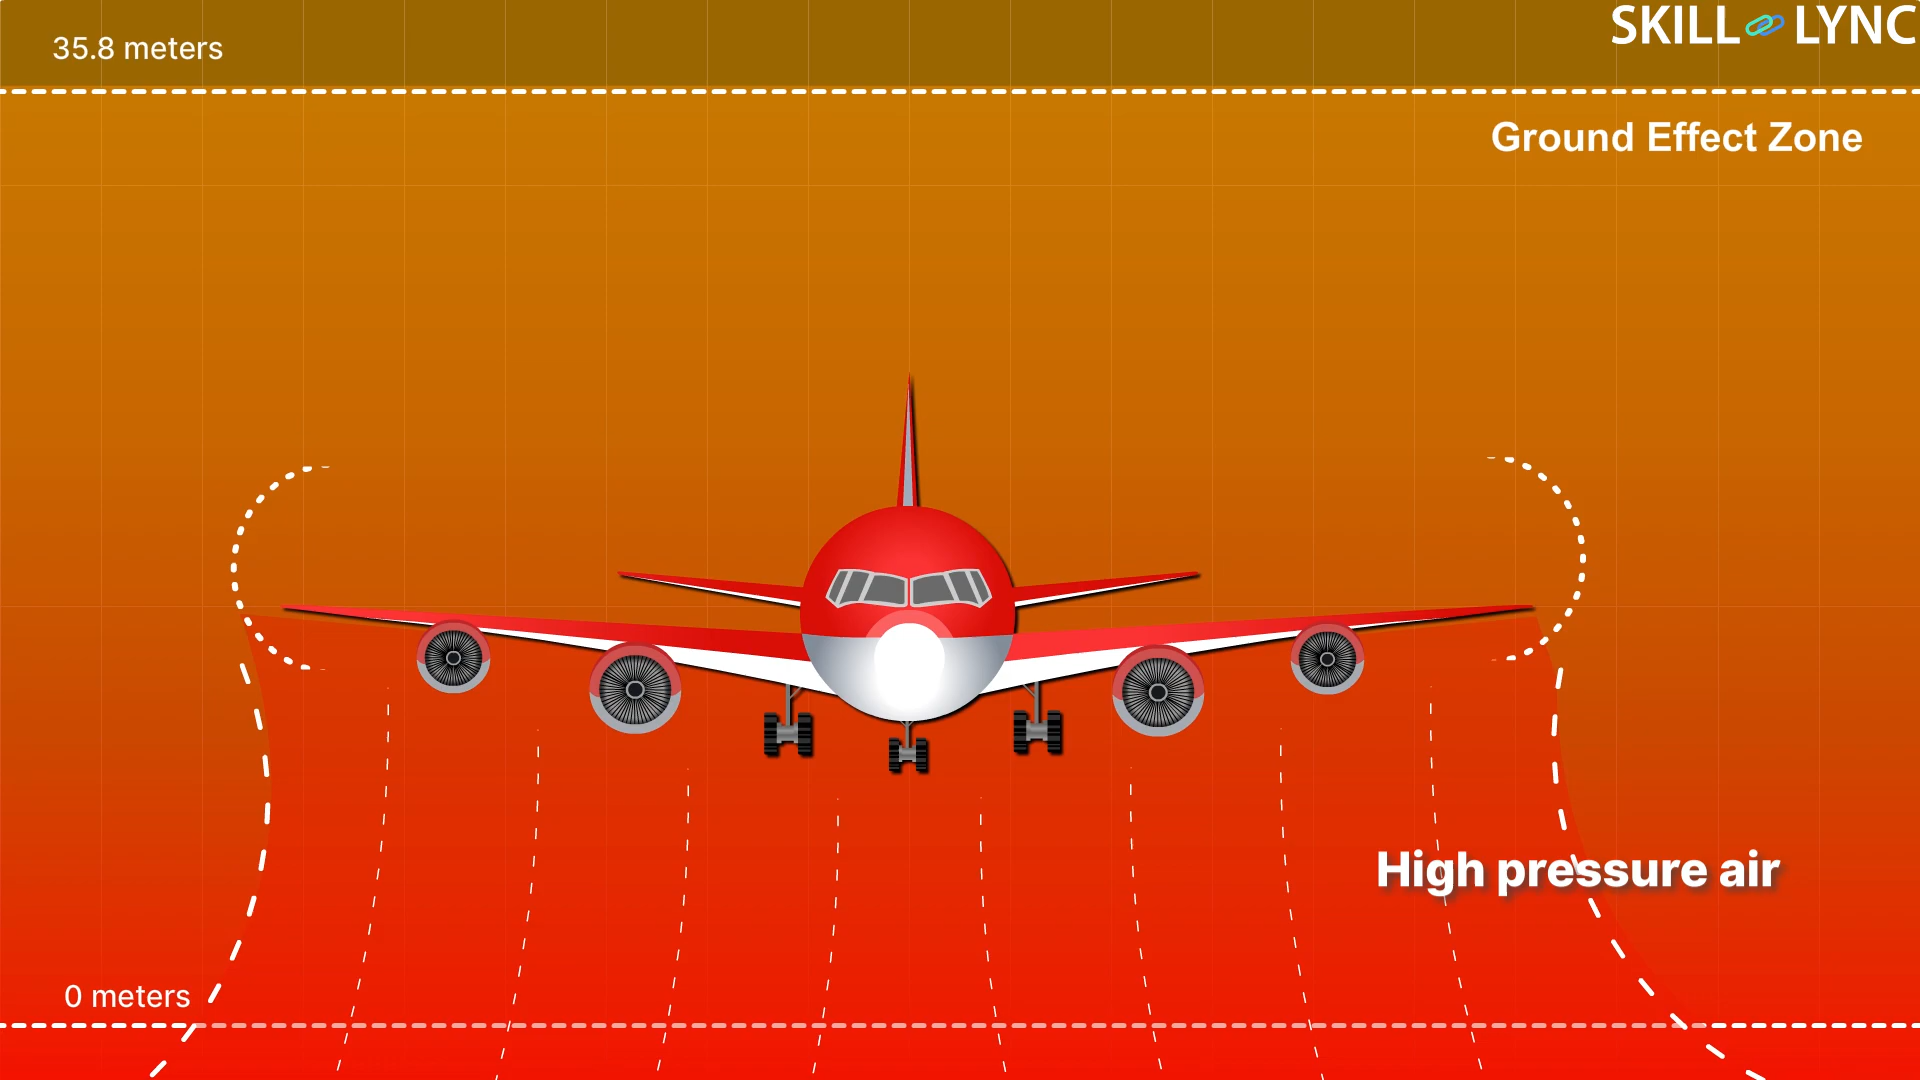 SKILL LYNC
35.8 meters
Ground Effect Zone
High pressure air
0 meters